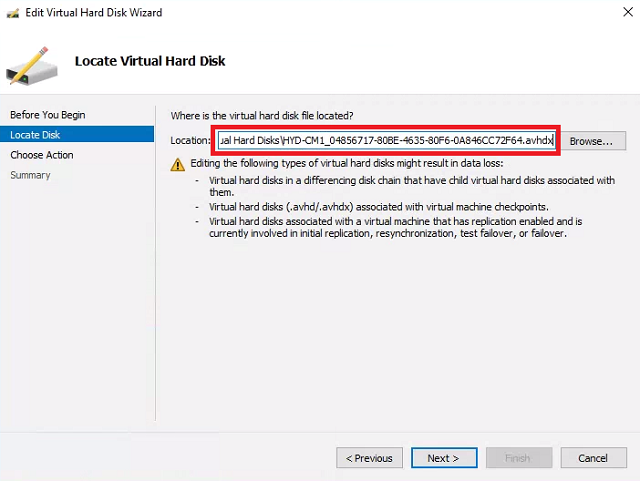 Edit Virtual Hard Disk Wizard
Locate Virtual Hard Disk
Before You Begin
Locate Disk
Choose Action
Summary
Where is the virtual hard disk file located?
Location: ual Hard Disks\HYD-CM1_04856717-80BE-4635-80F6-0A846CC72F64.avhdx Browse...
Editing the following types of virtual hard disks might result in data loss:
- Virtual hard disks in a differencing disk chain that have child virtual hard disks associated with
them.
- Virtual hard disks (.avhd/.avhdx) associated with virtual machine checkpoints.
- Virtual hard disks associated with a virtual machine that has replication enabled and is
currently involved in initial replication, resynchronization, test failover, or failover.
< Previous Next > Finish Cancel